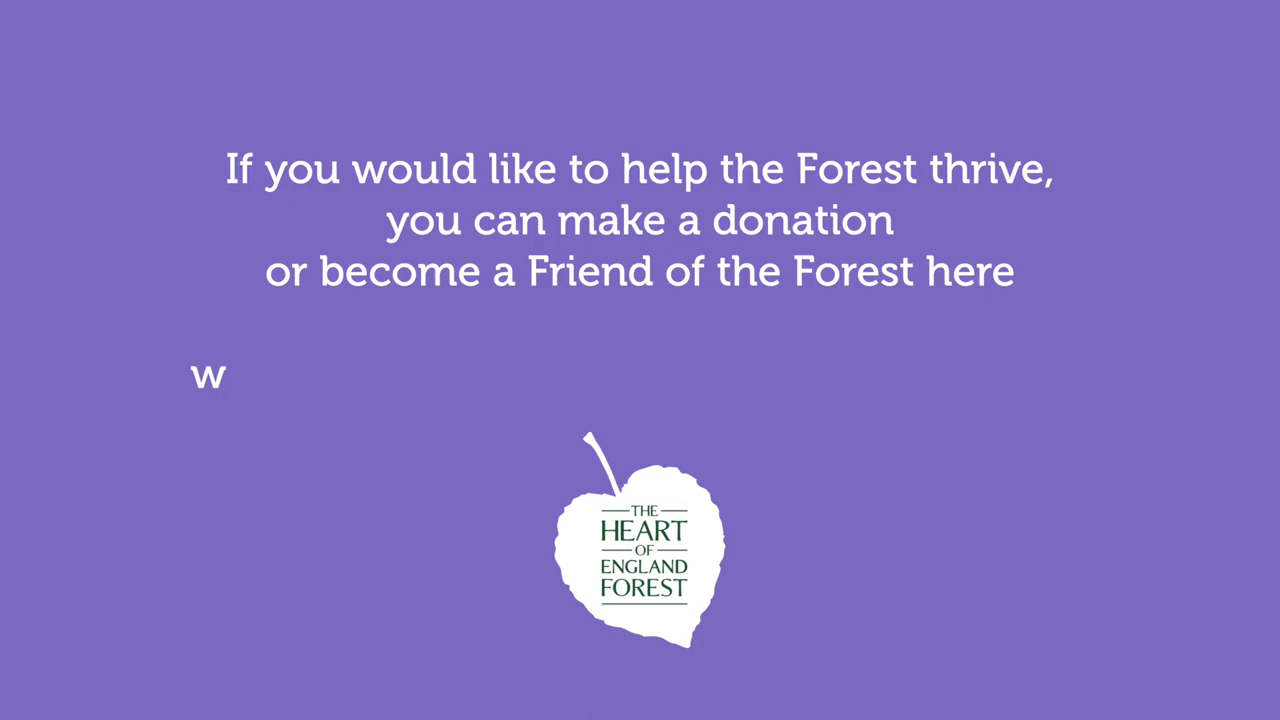 If you would like to help the Forest thrive,
you can make a donation
or become a Friend of the Forest here
w
THE
HEART
OF
ENGLAND
FOREST